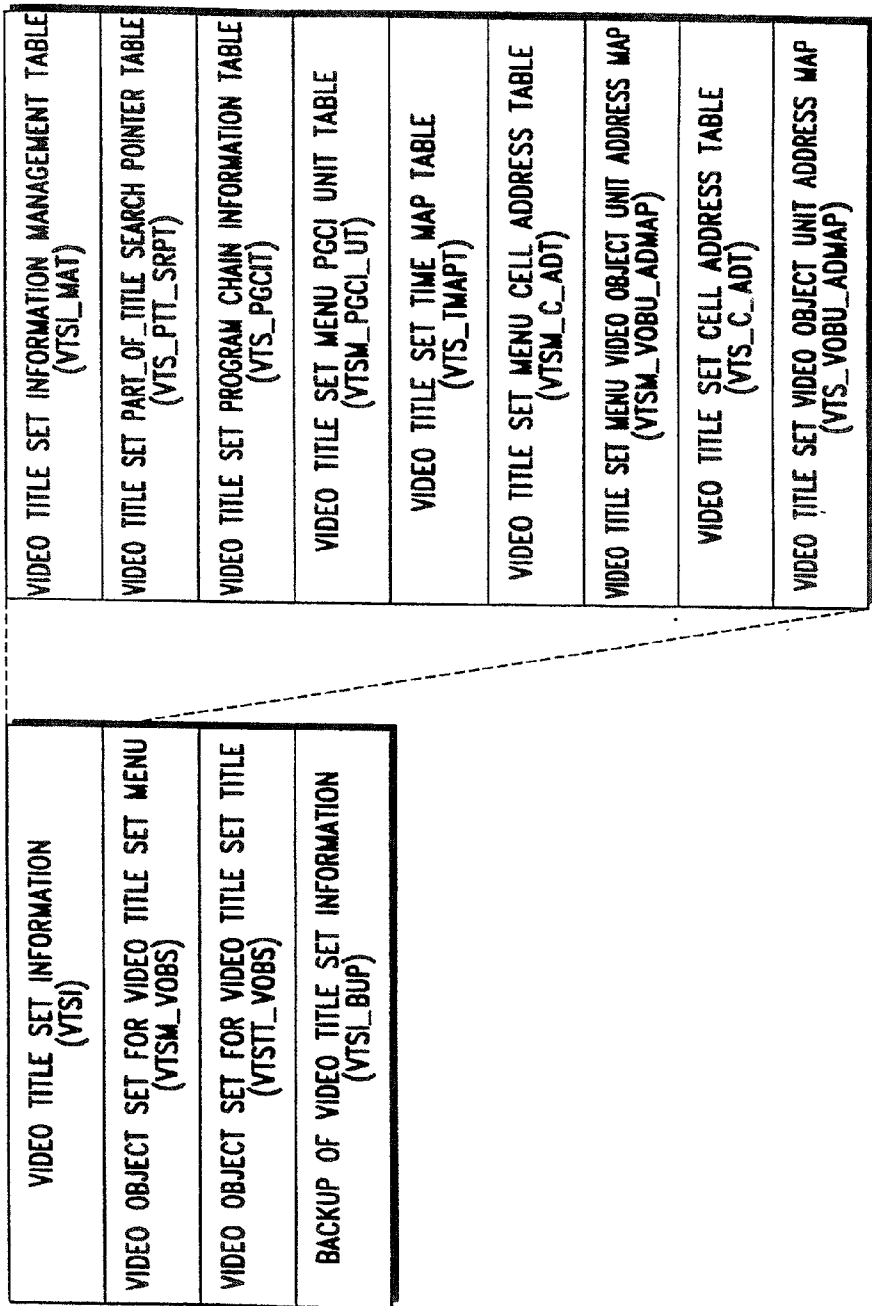 VIDEO TITLE SET INFORMATION
(VTSI)
VIDEO OBJECT SET FOR VIDEO TITLE SET MENU
(VTSM_VOBS)
VIDEO OBJECT SET FOR VIDEO TITLE SET TITLE
(VTSTT_VOBS)
BACKUP OF VIDEO TITLE SET INFORMATION
(VTSI_BUP)
VIDEO TITLE SET INFORMATION MANAGEMENT TABLE
(VTSI_MAT)
VIDEO TITLE SET PART_OF_TITLE SEARCH POINTER TABLE
(VTS_PTT_SRPT)
VIDEO TITLE SET PROGRAM CHAIN INFORMATION TABLE
(VTS_PGCIT)
VIDEO TITLE SET MENU PGCI UNIT TABLE
(VTSM_PGCI_UT)
VIDEO TITLE SET TIME MAP TABLE
(VTS_TMAPT)
VIDEO TITLE SET MENU CELL ADDRESS TABLE
(VTSM_C_ADT)
VIDEO TITLE SET MENU VIDEO OBJECT UNIT ADDRESS MAP
(VTSM_VOBU_ADMAP)
VIDEO TITLE SET CELL ADDRESS TABLE
(VTS_C_ADT)
VIDEO TITLE SET VIDEO OBJECT UNIT ADDRESS MAP
(VTS_VOBU_ADMAP)